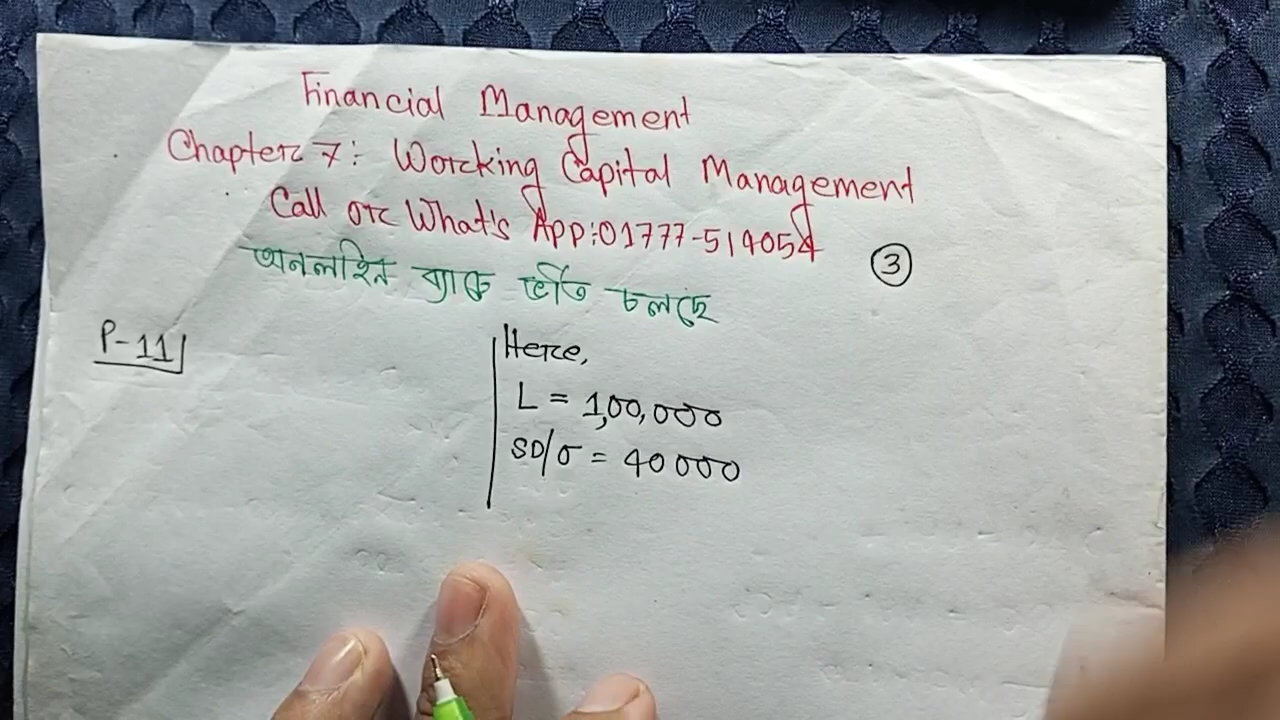 Financial Management
Chapter 7: Working Capital Management
Call or What's App:01777-519054
অনলাইন ব্যাচে ভর্তি চলছে
3
P-11
Here,
L = 1,00,000
SD/σ = 40000